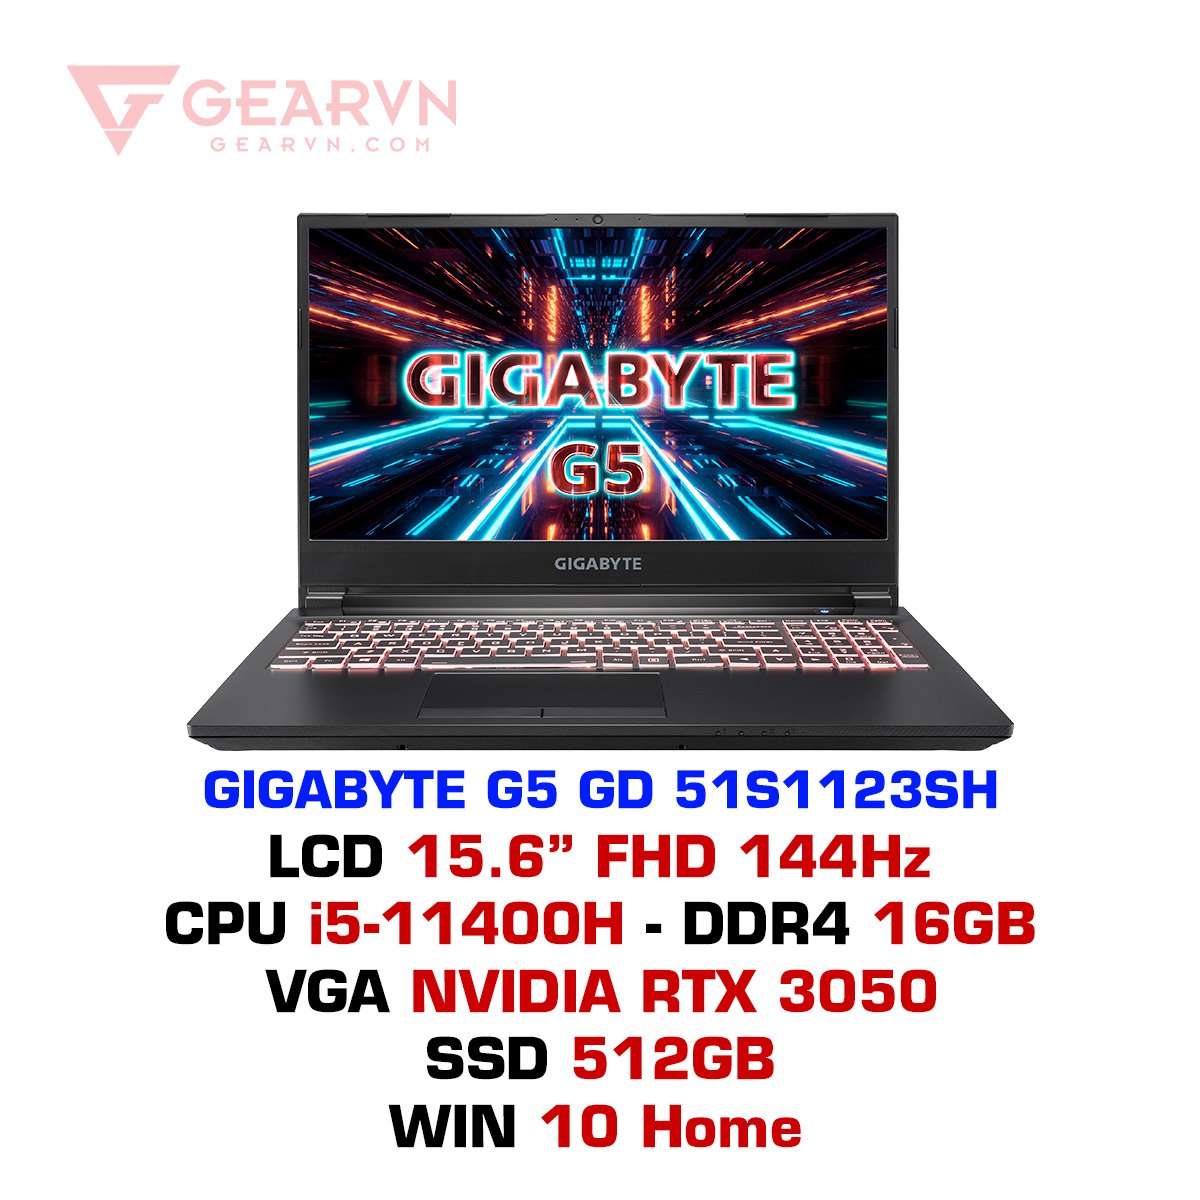 GEARVN
GEARVN.COM
GIGABYTE
G5
GIGABYTE
GIGABYTE G5 GD 51S1123SH
LCD 15.6” FHD 144Hz
CPU i5-11400H - DDR4 16GB
VGA NVIDIA RTX 3050
SSD 512GB
WIN 10 Home